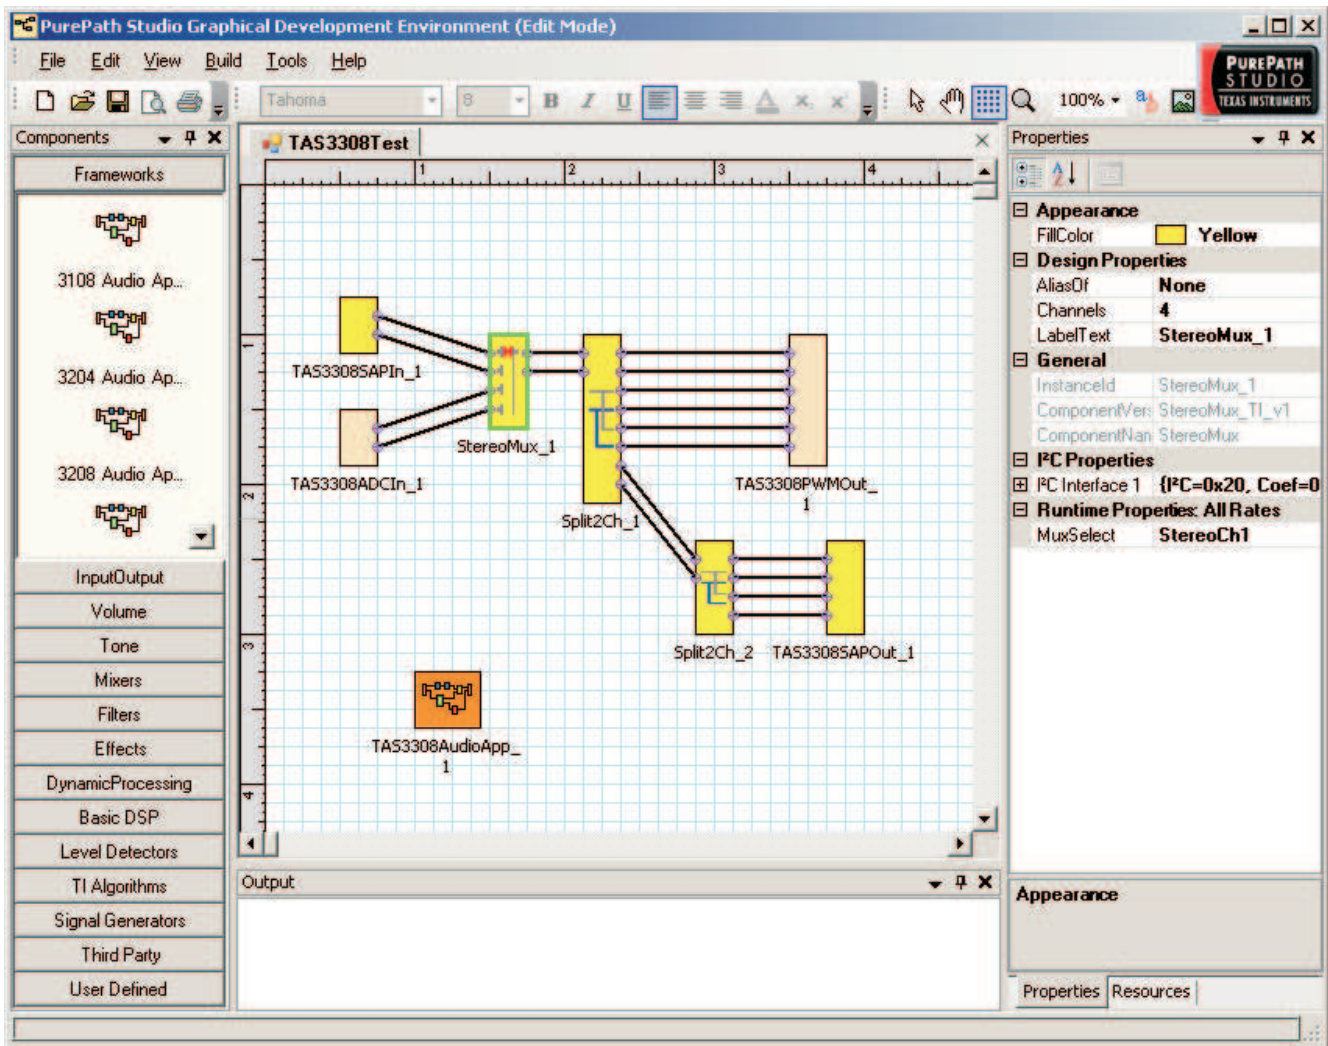 PurePath Studio Graphical Development Environment (Edit Mode)
File Edit View Build Tools Help
PUREPATH
STUDIO
TEXAS INSTRUMENTS
Tahoma 8 B I U A x x 100%
Components
Frameworks
3108 Audio Ap...
3204 Audio Ap...
3208 Audio Ap...
InputOutput
Volume
Tone
Mixers
Filters
Effects
DynamicProcessing
Basic DSP
Level Detectors
TI Algorithms
Signal Generators
Third Party
User Defined
TAS3308Test
1 2 3 4
1
2
3
4
TAS3308SAPIn_1
TAS3308ADCIn_1
StereoMux_1
Split2Ch_1
TAS3308PWMOut_
1
Split2Ch_2
TAS3308SAPOut_1
TAS3308AudioApp_
1
Output
Properties
Appearance
FillColor Yellow
Design Properties
AliasOf None
Channels 4
LabelText StereoMux_1
General
InstanceId StereoMux_1
ComponentVer: StereoMux_TI_v1
ComponentNan StereoMux
I²C Properties
I²C Interface 1 {I²C=0x20, Coef=0
Runtime Properties: All Rates
MuxSelect StereoCh1
Appearance
Properties Resources